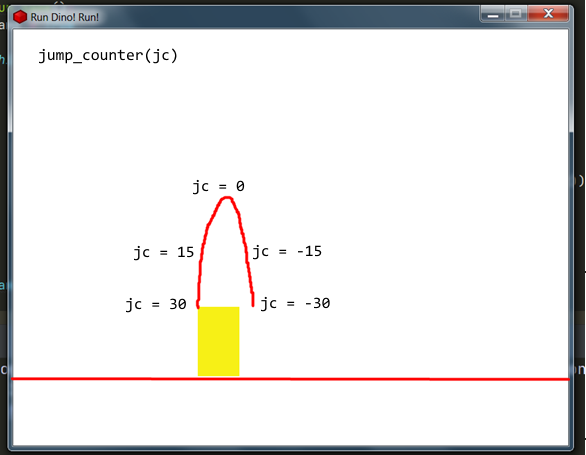 Run Dino! Run!
jump_counter(jc)
jc = 0
jc = 15
jc = -15
jc = 30
jc = -30